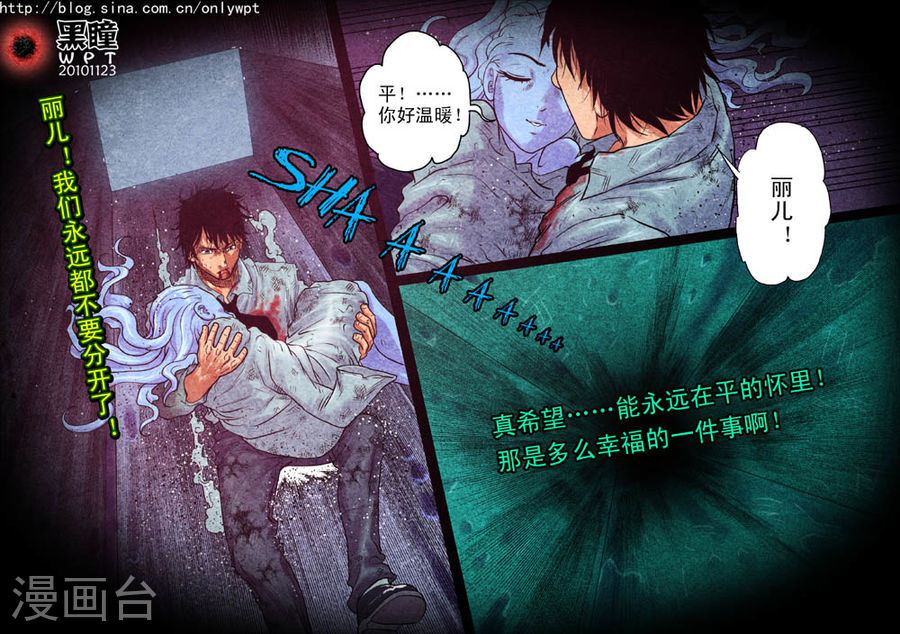 http://blog.sina.com.cn/onlywpt
黑瞳
WPT
20101123
丽儿！我们永远都不要分开了！
平！……
你好温暖！
丽儿！
SHAAAAAAAAAA
真希望……能永远在平的怀里！
那是多么幸福的一件事啊！
漫画台